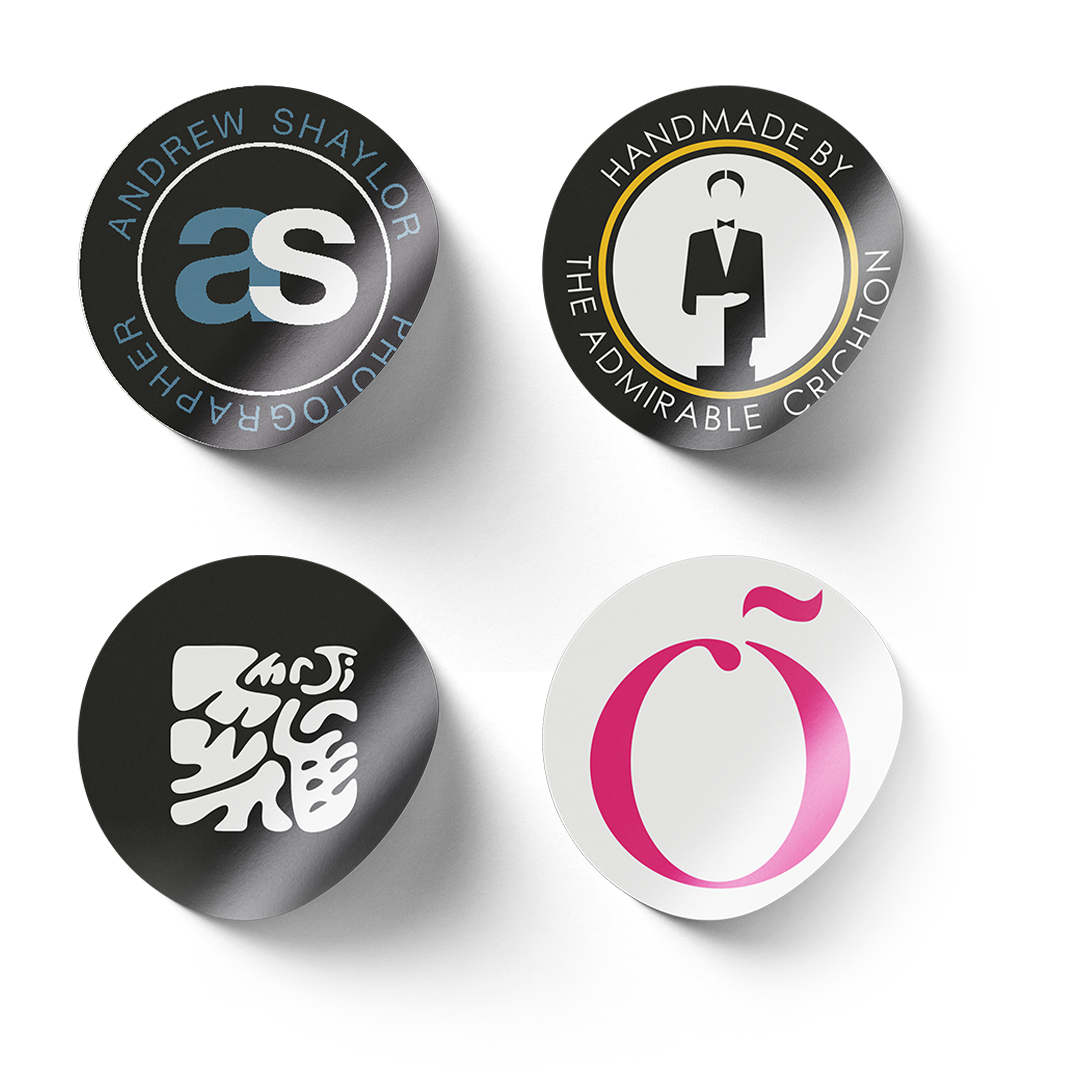 ANDREW SHAYLOR
as
PHOTOGRAPHER
HANDMADE BY
THE ADMIRABLE CRICHTON
Õ